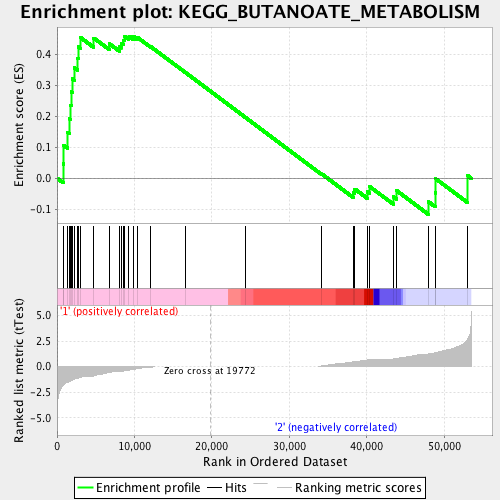 Enrichment plot: KEGG_BUTANOATE_METABOLISM
Enrichment score (ES)
0.4
0.3
0.2
0.1
0.0
-0.1
'1' (positively correlated)
Ranked list metric (tTest)
5.0
2.5
0.0
-2.5
-5.0
Zero cross at 19772
'2' (negatively correlated)
0
10,000
20,000
30,000
40,000
50,000
Rank in Ordered Dataset
Enrichment profile
Hits
Ranking metric scores